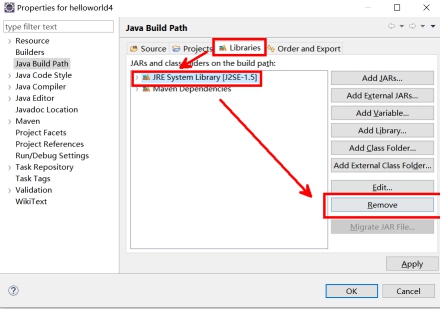 Properties for helloworld4
type filter text
Resource
Builders
Java Build Path
Java Code Style
Java Compiler
Java Editor
Javadoc Location
Maven
Project Facets
Project References
Run/Debug Settings
Task Repository
Task Tags
Validation
WikiText
Java Build Path
Source Projects Libraries Order and Export
JARs and class folders on the build path:
JRE System Library [J2SE-1.5]
Maven Dependencies
Add JARs...
Add External JARs...
Add Variable...
Add Library...
Add Class Folder...
Add External Class Folder...
Edit...
Remove
Migrate JAR File...
Apply
OK Cancel